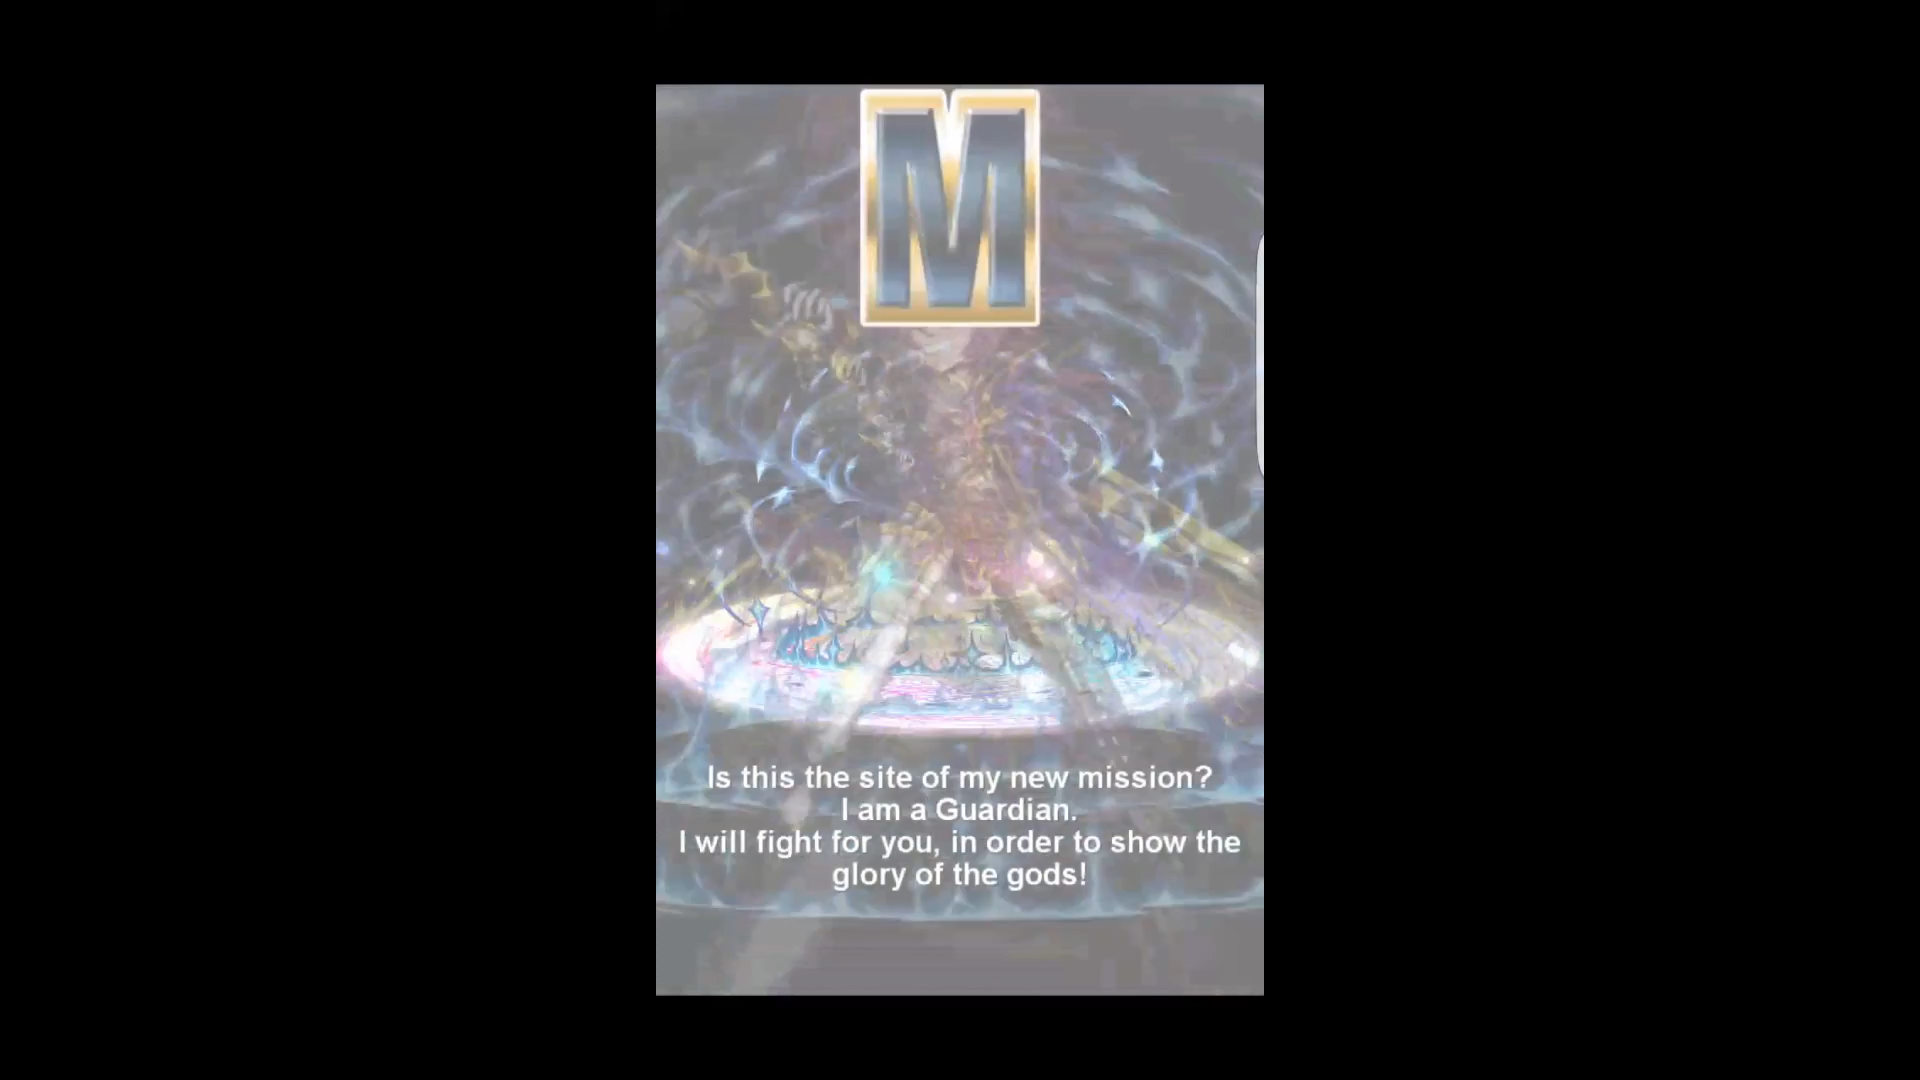 M
Is this the site of my new mission?
I am a Guardian.
I will fight for you, in order to show the
glory of the gods!